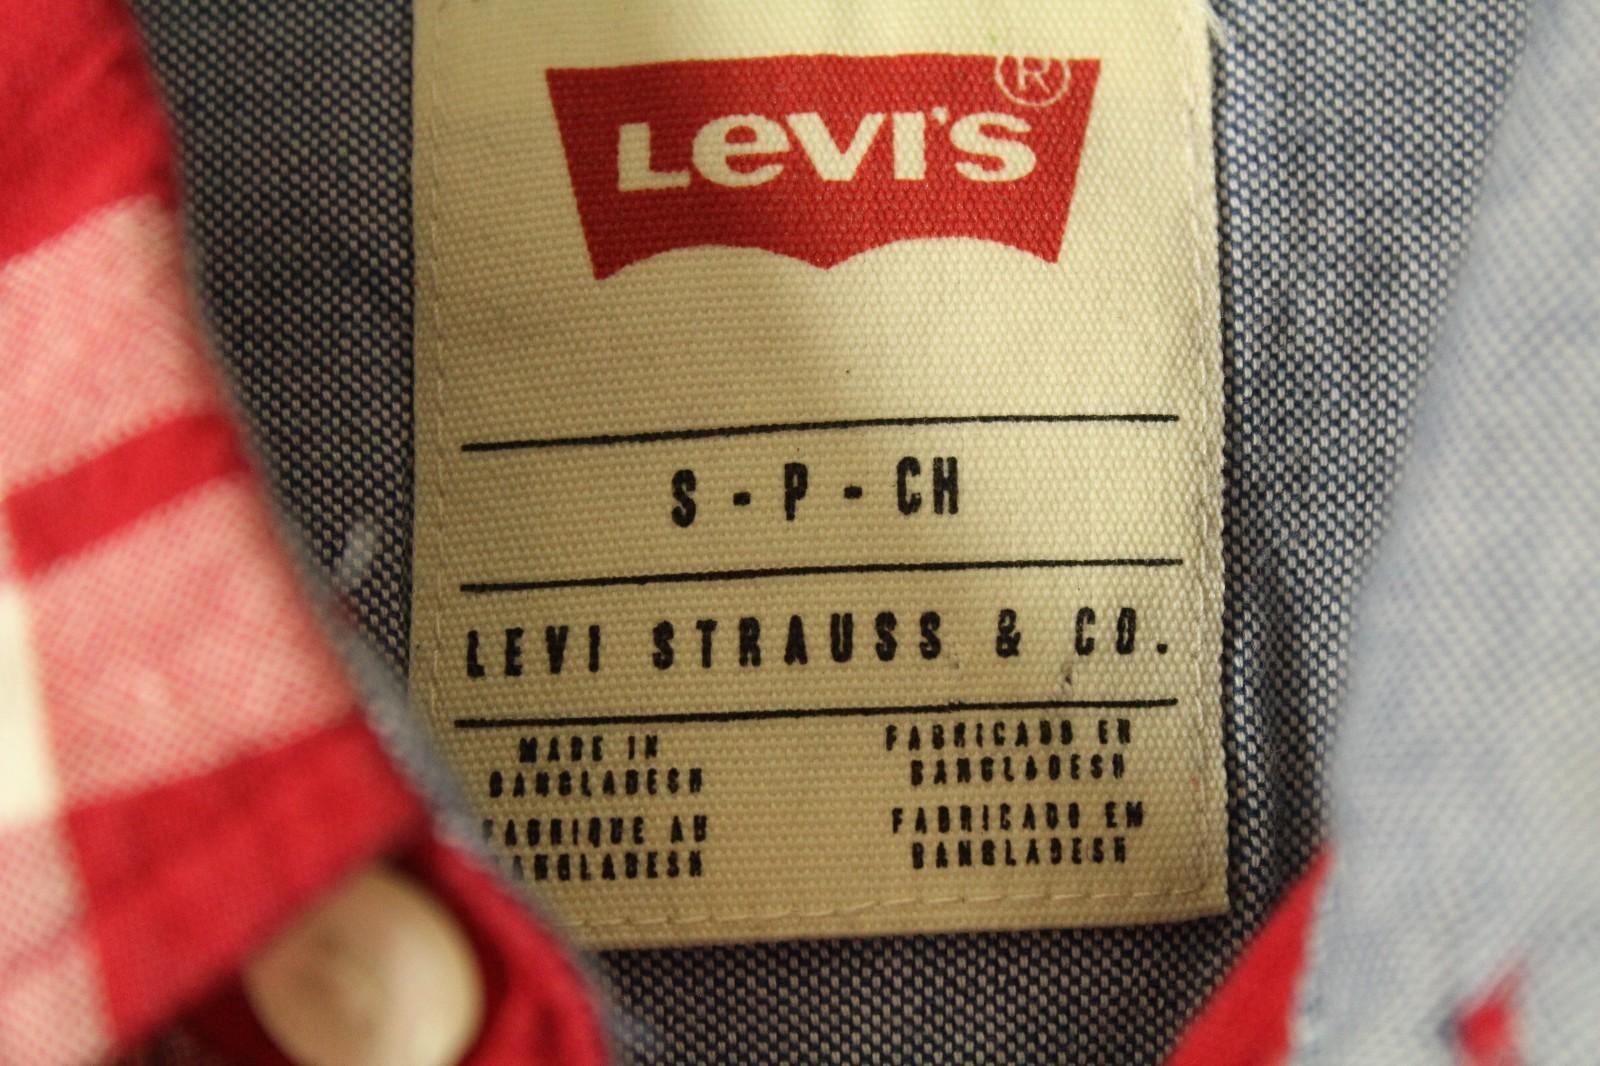 LEVI'S®
S - P - CH
LEVI STRAUSS & CO.
MADE IN
BANGLADESH
FABRIQUE AU
BANGLADESH
FABRICADO EN
BANGLADESH
FABRICADO EM
BANGLADESH